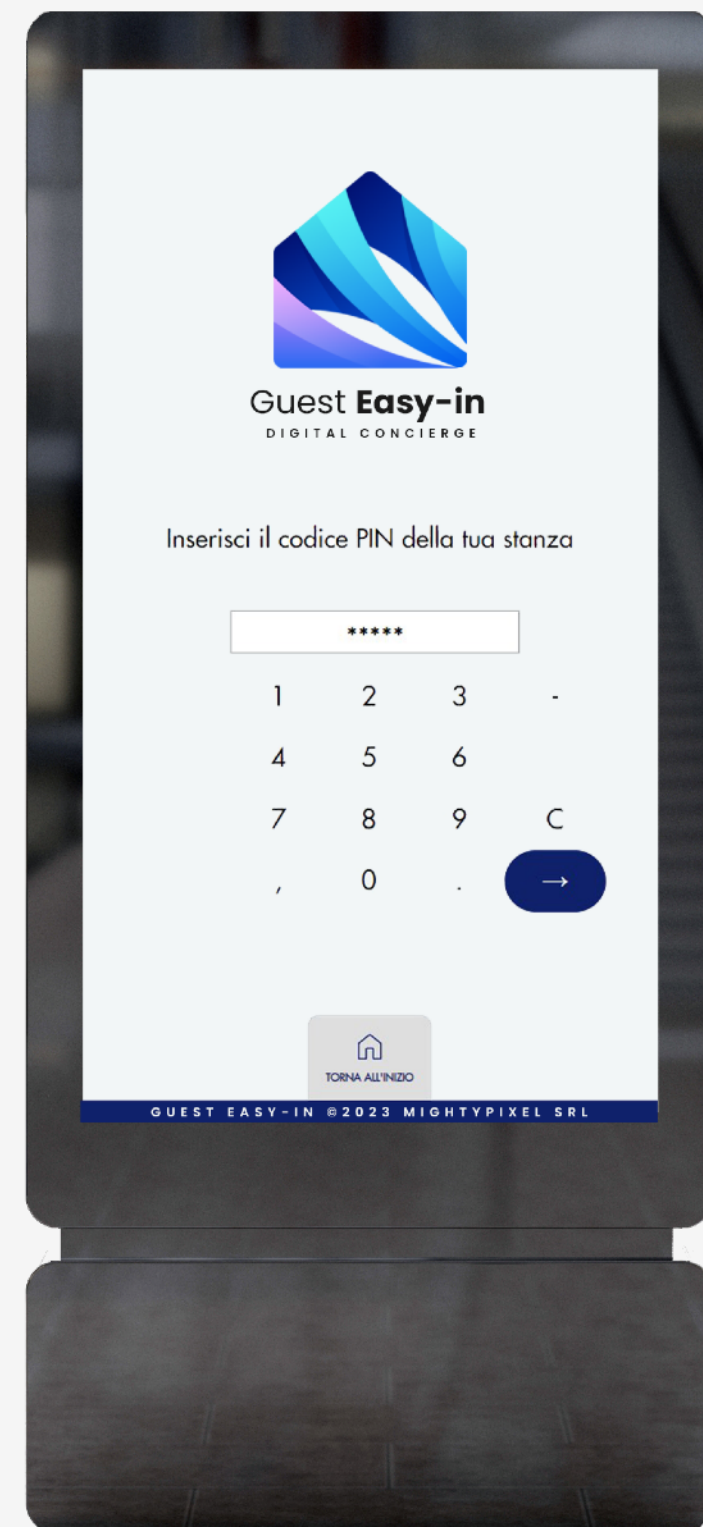 Guest Easy-in
DIGITAL CONCIERGE
Inserisci il codice PIN della tua stanza
*****
1 2 3 -
4 5 6
7 8 9 C
, 0 . →
TORNA ALL'INIZIO
GUEST EASY-IN ©2023 MIGHTYPIXEL SRL